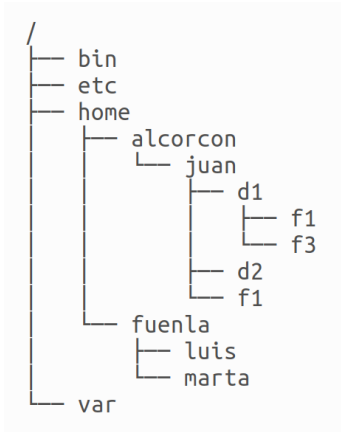 /
├── bin
├── etc
├── home
│   ├── alcorcon
│   │   └── juan
│   │       ├── d1
│   │       │   ├── f1
│   │       │   └── f3
│   │       ├── d2
│   │       └── f1
│   └── fuenla
│       ├── luis
│       └── marta
└── var